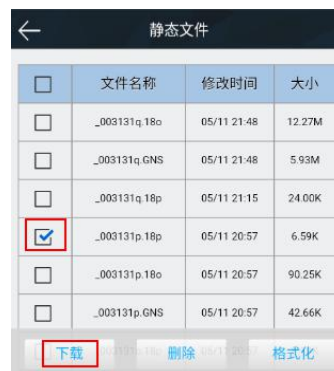 静态文件
文件名称 修改时间 大小
_003131q.18o 05/11 21:48 12.27M
_003131q.GNS 05/11 21:48 5.93M
_003131q.18p 05/11 21:15 24.00K
_003131p.18p 05/11 20:57 6.59K
_003131p.18o 05/11 20:57 90.25K
_003131p.GNS 05/11 20:57 42.66K
下载 删除 格式化